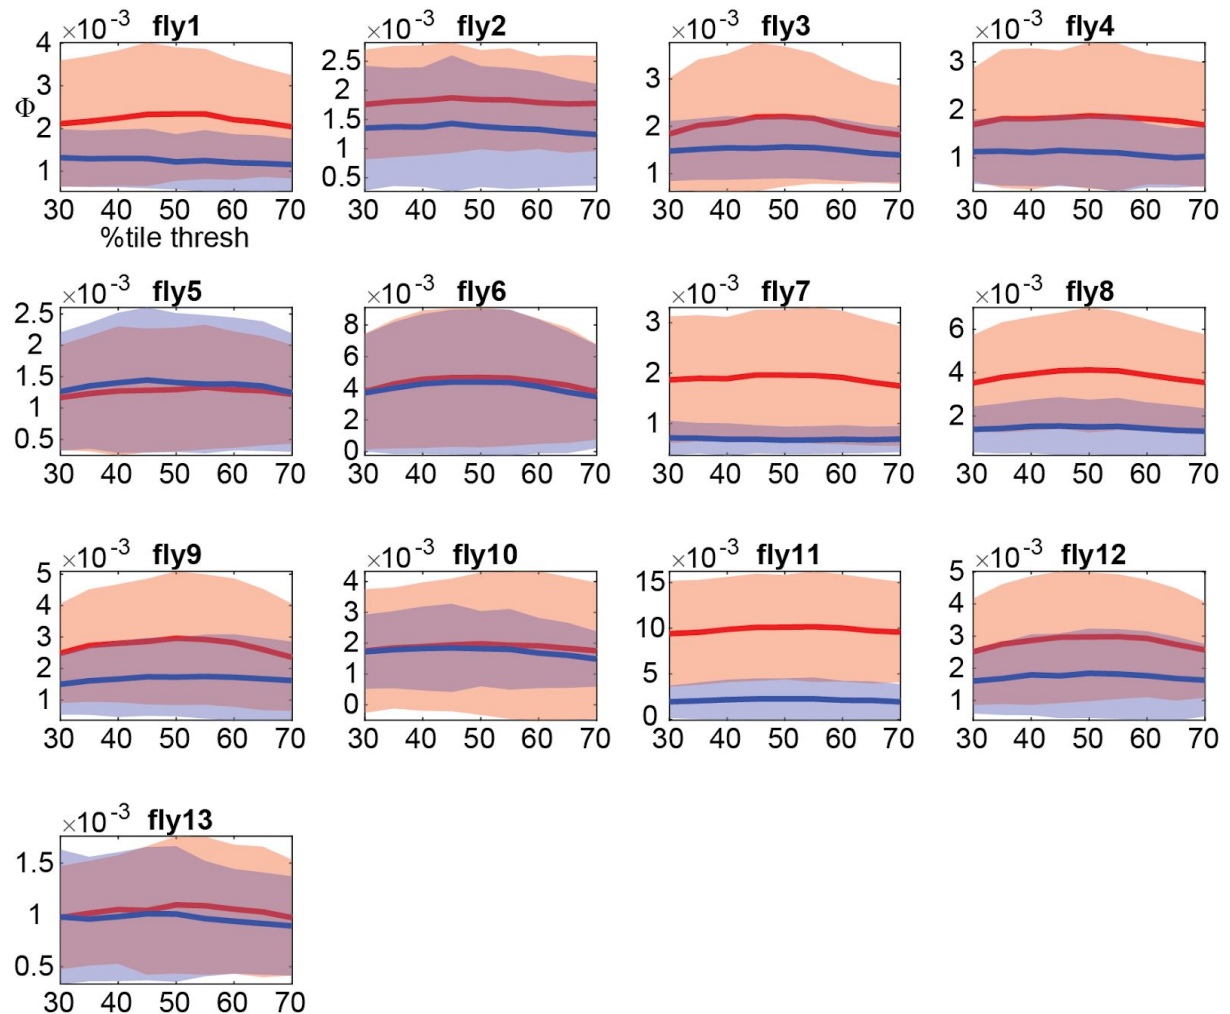 ×10 -3 fly1
4
3
Φ
2
1
30 40 50 60 70
%tile thresh
×10 -3 fly2
2.5
2
1.5
1
0.5
30 40 50 60 70
×10 -3 fly3
3
2
1
30 40 50 60 70
×10 -3 fly4
3
2
1
30 40 50 60 70
×10 -3 fly5
2.5
2
1.5
1
0.5
30 40 50 60 70
×10 -3 fly6
8
6
4
2
0
30 40 50 60 70
×10 -3 fly7
3
2
1
30 40 50 60 70
×10 -3 fly8
6
4
2
30 40 50 60 70
×10 -3 fly9
5
4
3
2
1
30 40 50 60 70
×10 -3 fly10
4
3
2
1
0
30 40 50 60 70
×10 -3 fly11
15
10
5
0
30 40 50 60 70
×10 -3 fly12
5
4
3
2
1
30 40 50 60 70
×10 -3 fly13
1.5
1
0.5
30 40 50 60 70